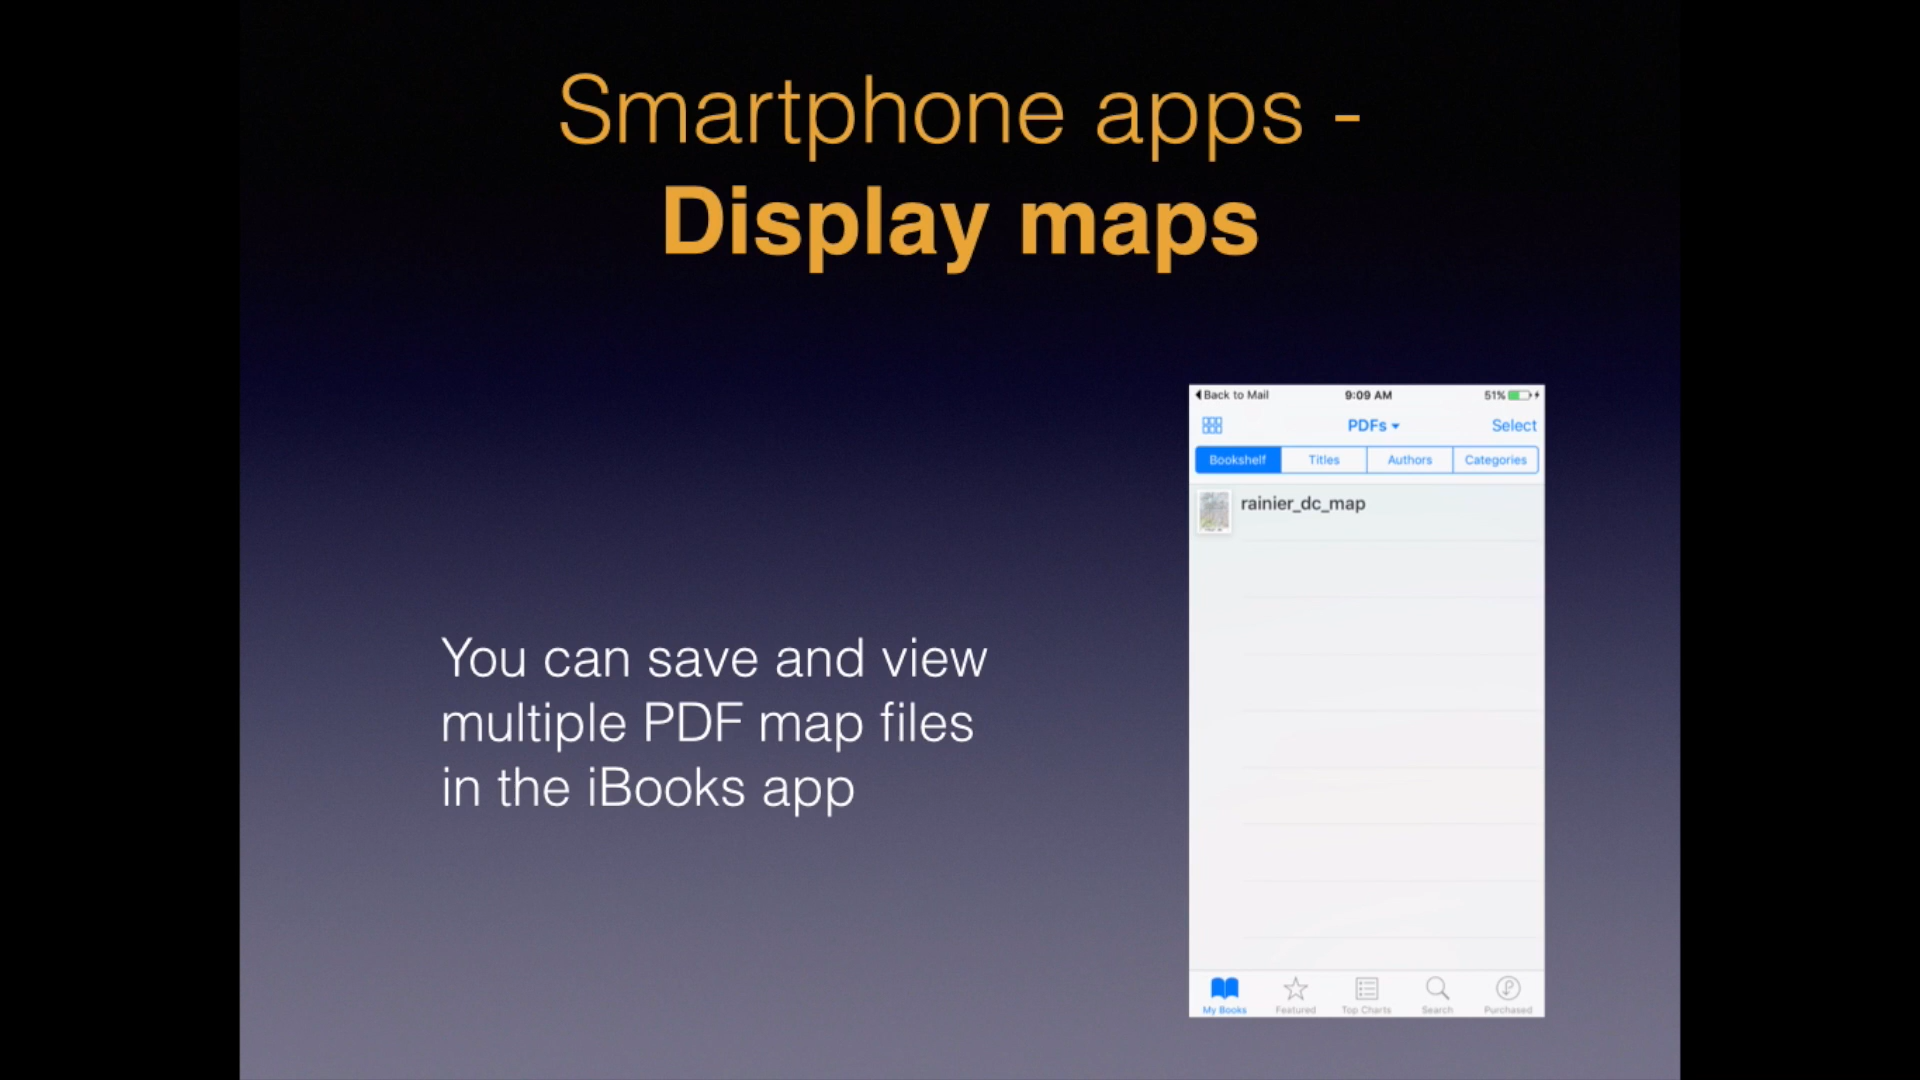 Smartphone apps -
Display maps
You can save and view
multiple PDF map files
in the iBooks app
Back to Mail 9:09 AM 51%
PDFs Select
Bookshelf Titles Authors Categories
rainier_dc_map
My Books Featured Top Charts Search Purchased